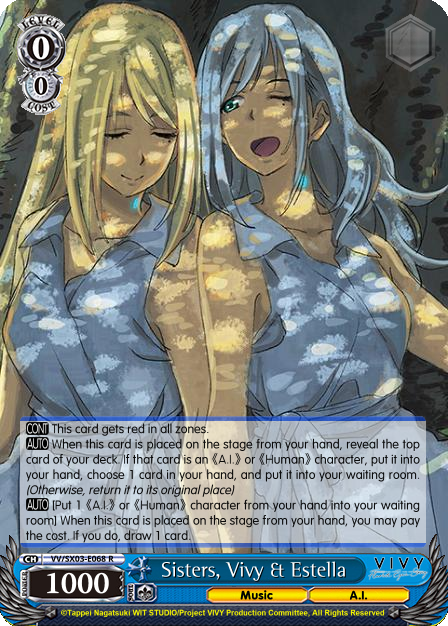 LEVEL
0
0
COST
CONT This card gets red in all zones.
AUTO When this card is placed on the stage from your hand, reveal the top
card of your deck. If that card is an 《A.I.》 or 《Human》 character, put it into
your hand, choose 1 card in your hand, and put it into your waiting room.
(Otherwise, return it to its original place)
AUTO [Put 1 《A.I.》 or 《Human》 character from your hand into your waiting
room] When this card is placed on the stage from your hand, you may pay
the cost. If you do, draw 1 card.
CH VV/SX03-E068 R
POWER 1000 SOUL Sisters, Vivy & Estella VIVY
Music A.I.
©Tappei Nagatsuki WIT STUDIO/Project VIVY Production Committee, All Rights Reserved